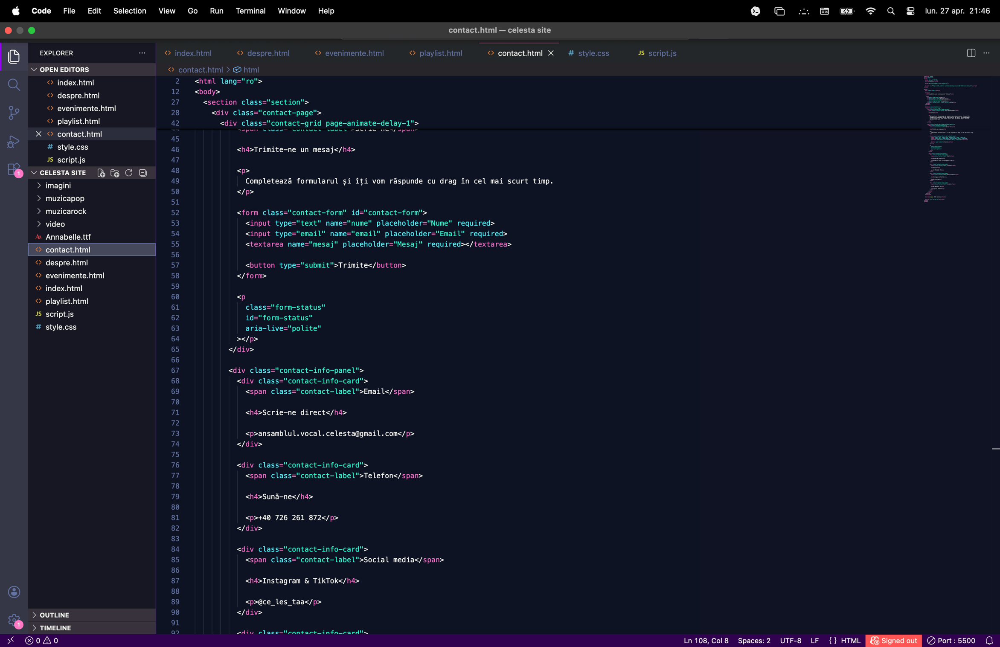 Code File Edit Selection View Go Run Terminal Window Help lun. 27 apr. 21:46
contact.html — celesta site
EXPLORER
index.html despre.html evenimente.html playlist.html contact.html # style.css JS script.js
OPEN EDITORS
index.html
despre.html
evenimente.html
playlist.html
contact.html
# style.css
JS script.js
CELESTA SITE
imagini
muzicapop
muzicarock
video
Annabelle.ttf
contact.html
despre.html
evenimente.html
index.html
playlist.html
JS script.js
# style.css
OUTLINE
TIMELINE
1
1
contact.html > html
2 <html lang="ro">
12 <body>
27 <section class="section">
28 <div class="contact-page">
42 <div class="contact-grid page-animate-delay-1">
45
46 <h4>Trimite-ne un mesaj</h4>
47
48 <p>
49 Completează formularul și îți vom răspunde cu drag în cel mai scurt timp.
50 </p>
51
52 <form class="contact-form" id="contact-form">
53 <input type="text" name="nume" placeholder="Nume" required>
54 <input type="email" name="email" placeholder="Email" required>
55 <textarea name="mesaj" placeholder="Mesaj" required></textarea>
56
57 <button type="submit">Trimite</button>
58 </form>
59
60 <p
61 class="form-status"
62 id="form-status"
63 aria-live="polite"
64 ></p>
65 </div>
66
67 <div class="contact-info-panel">
68 <div class="contact-info-card">
69 <span class="contact-label">Email</span>
70
71 <h4>Scrie-ne direct</h4>
72
73 <p>ansamblul.vocal.celesta@gmail.com</p>
74 </div>
75
76 <div class="contact-info-card">
77 <span class="contact-label">Telefon</span>
78
79 <h4>Sună-ne</h4>
80
81 <p>+40 726 261 872</p>
82 </div>
83
84 <div class="contact-info-card">
85 <span class="contact-label">Social media</span>
86
87 <h4>Instagram & TikTok</h4>
88
89 <p>@ce_les_taa</p>
90 </div>
91
92 <div class="contact-info-card">
0 0 Ln 108, Col 8 Spaces: 2 UTF-8 LF { } HTML Signed out Port : 5500